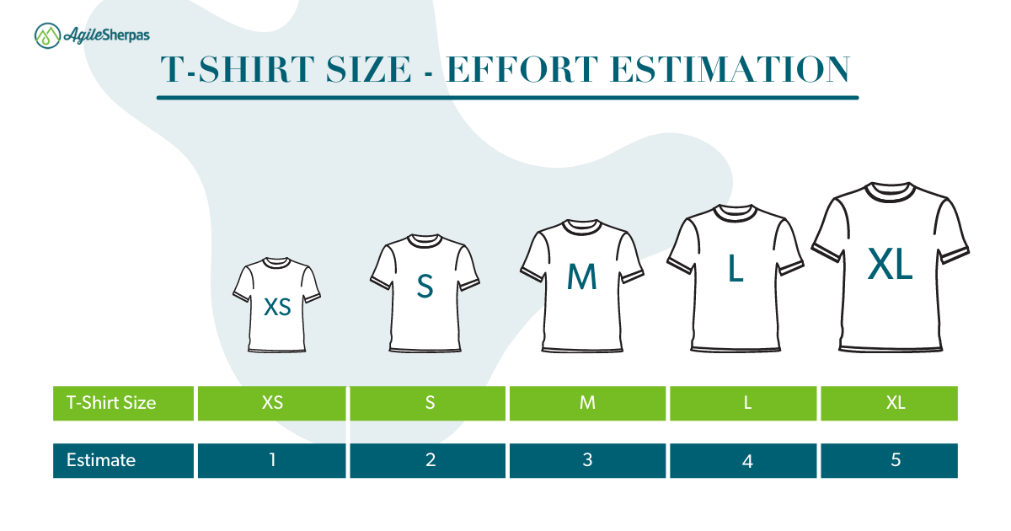 AgileSherpas
T-SHIRT SIZE - EFFORT ESTIMATION
XS
S
M
L
XL
T-Shirt Size XS S M L XL
Estimate 1 2 3 4 5